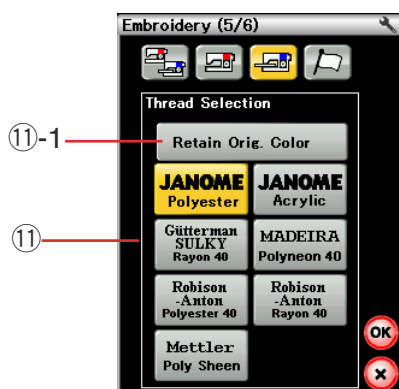 Embroidery (5/6)
Thread Selection
⑪-1
Retain Orig. Color
JANOME
Polyester
JANOME
Acrylic
⑪
Gütterman
SULKY
Rayon 40
MADEIRA
Polyneon 40
Robison
-Anton
Polyester 40
Robison
-Anton
Rayon 40
Mettler
Poly Sheen
OK
x